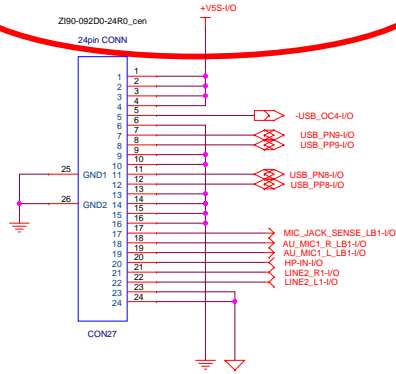 +V5S-I/O
ZI90-092D0-24R0_cen
24pin CONN
1 1
2 2
3 3
4 4
5 5 -USB_OC4-I/O
6 6
7 7 USB_PN9-I/O
8 8 USB_PP9-I/O
9 9
10 10
25 GND1 11 11 USB_PN8-I/O
12 12 USB_PP8-I/O
13 13
26 GND2 14 14
15 15
16 16
17 17 MIC_JACK_SENSE_LB1-I/O
18 18 AU_MIC1_R_LB1-I/O
19 19 AU_MIC1_L_LB1-I/O
20 20 HP-IN-I/O
21 21 LINE2_R1-I/O
22 22 LINE2_L1-I/O
23 23
24 24
CON27